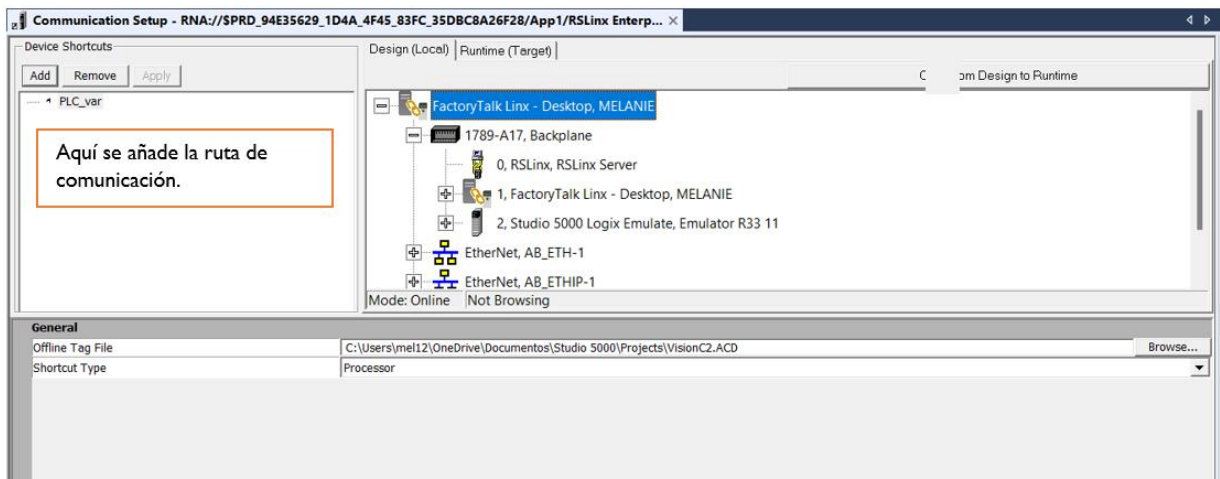 Communication Setup - RNA://$PRD_94E35629_1D4A_4F45_83FC_35DBC8A26F28/App1/RSLinx Enterp...
Device Shortcuts
Add Remove Apply
PLC_var
Aquí se añade la ruta de
comunicación.
Design (Local) Runtime (Target)
om Design to Runtime
FactoryTalk Linx - Desktop, MELANIE
1789-A17, Backplane
0, RSLinx, RSLinx Server
1, FactoryTalk Linx - Desktop, MELANIE
2, Studio 5000 Logix Emulate, Emulator R33 11
EtherNet, AB_ETH-1
EtherNet, AB_ETHIP-1
Mode: Online Not Browsing
General
Offline Tag File C:\Users\mel12\OneDrive\Documentos\Studio 5000\Projects\VisionC2.ACD Browse...
Shortcut Type Processor